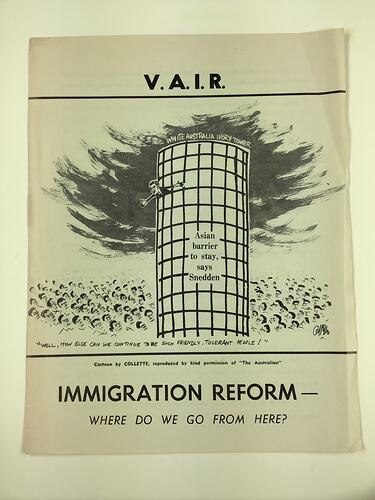 V.A.I.R.
WHITE AUSTRALIA IVORY TOWER
Asian
barrier
to stay,
says
Snedden
"WELL, HOW ELSE CAN WE CONTINUE TO BE SUCH FRIENDLY, TOLERANT PEOPLE!"
Cartoon by COLLETTE, reproduced by kind permission of "The Australian"
IMMIGRATION REFORM—
WHERE DO WE GO FROM HERE?